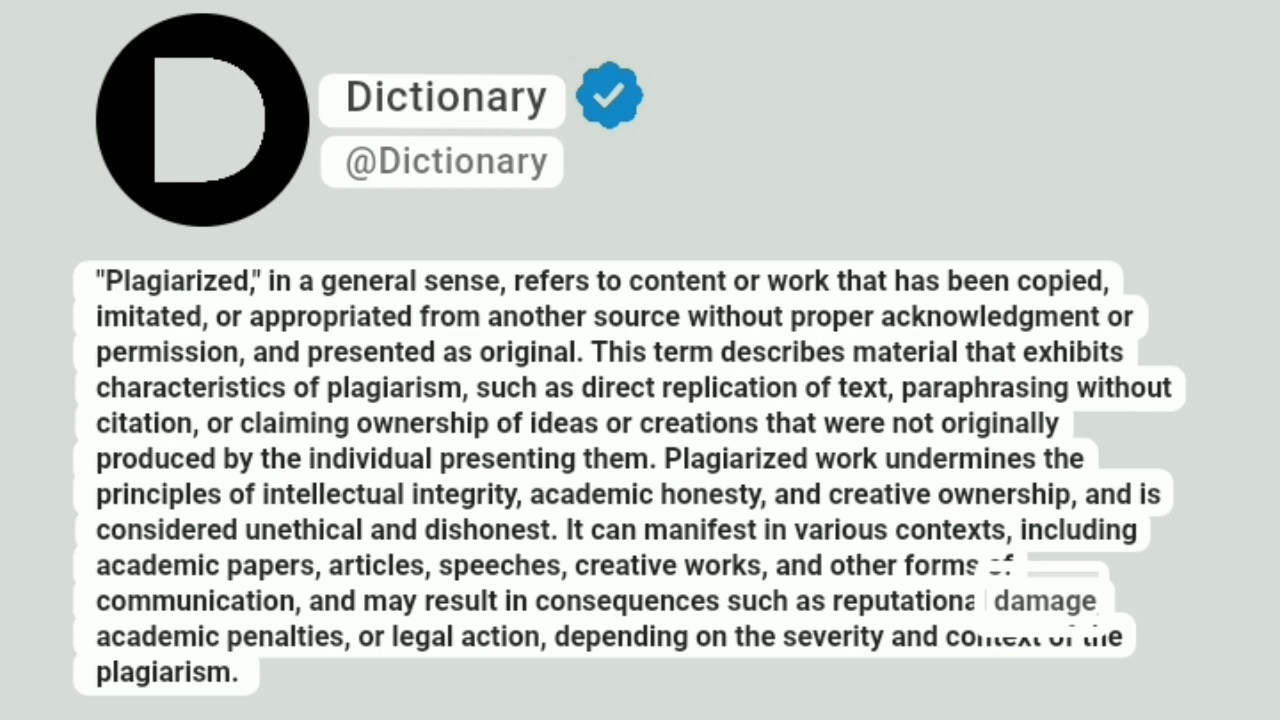 D
Dictionary
@Dictionary
"Plagiarized," in a general sense, refers to content or work that has been copied,
imitated, or appropriated from another source without proper acknowledgment or
permission, and presented as original. This term describes material that exhibits
characteristics of plagiarism, such as direct replication of text, paraphrasing without
citation, or claiming ownership of ideas or creations that were not originally
produced by the individual presenting them. Plagiarized work undermines the
principles of intellectual integrity, academic honesty, and creative ownership, and is
considered unethical and dishonest. It can manifest in various contexts, including
academic papers, articles, speeches, creative works, and other forms of
communication, and may result in consequences such as reputational damage,
academic penalties, or legal action, depending on the severity and context of the
plagiarism.